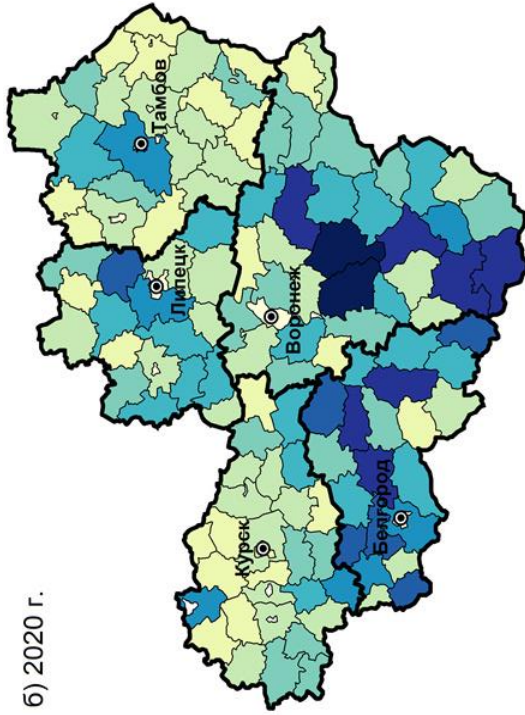 б) 2020 г.
Тамбов
Липецк
Воронеж
Курск
Белгород